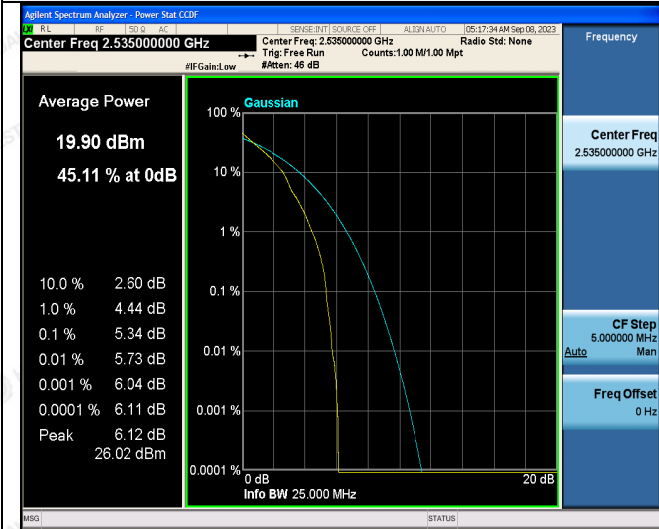 Agilent Spectrum Analyzer - Power Stat CCDF
RL RF 50 Ω AC SENSE:INT SOURCE OFF ALIGN AUTO 05:17:34 AM Sep 08, 2023
Center Freq 2.535000000 GHz
Center Freq: 2.535000000 GHz Radio Std: None
Trig: Free Run Counts:1.00 M/1.00 Mpt
#IFGain:Low #Atten: 46 dB
Frequency
Average Power
19.90 dBm
45.11 % at 0dB
10.0 % 2.80 dB
1.0 % 4.44 dB
0.1 % 5.34 dB
0.01 % 5.73 dB
0.001 % 6.04 dB
0.0001 % 6.11 dB
Peak 6.12 dB
26.02 dBm
Gaussian
100 %
10 %
1 %
0.1 %
0.01 %
0.001 %
0.0001 %
0 dB 20 dB
Info BW 25.000 MHz
Center Freq
2.535000000 GHz
CF Step
5.000000 MHz
Auto Man
Freq Offset
0 Hz
MSG STATUS